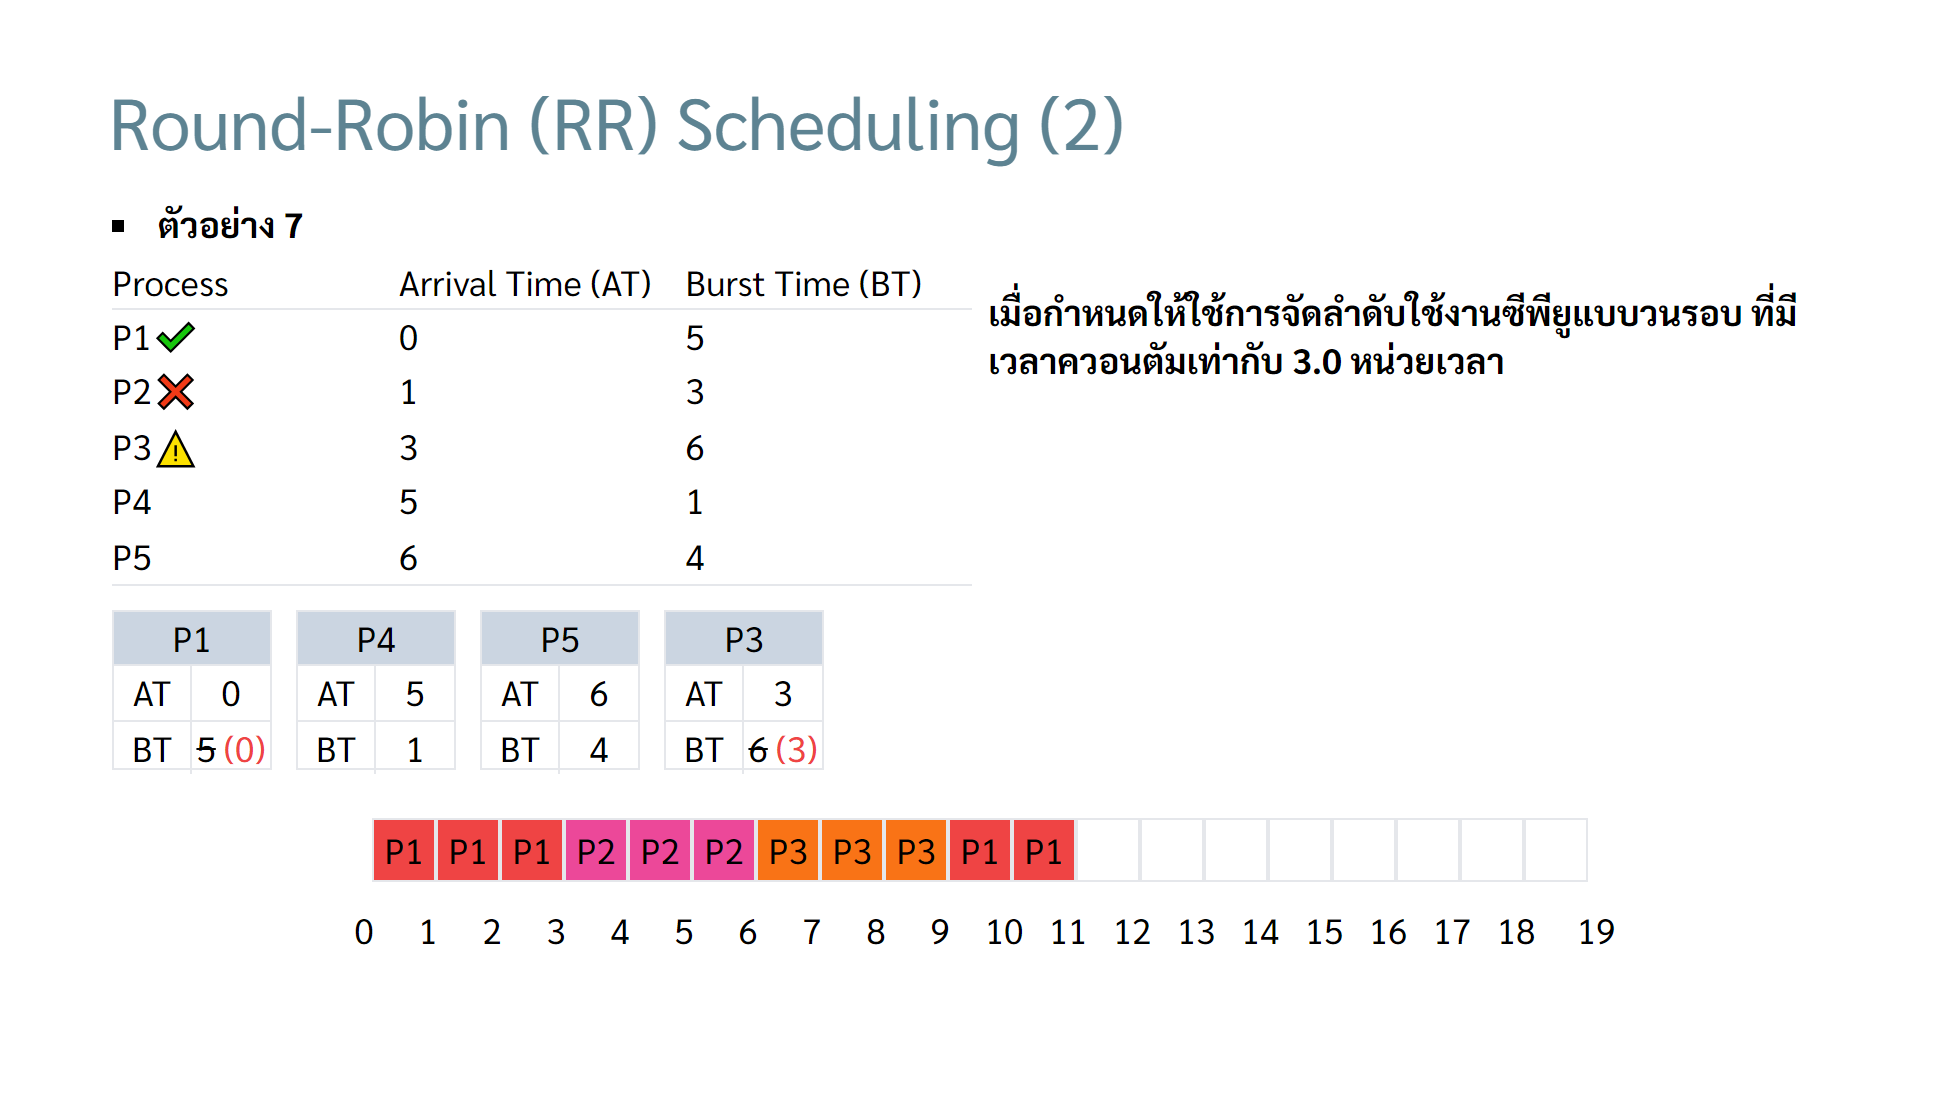 Round-Robin (RR) Scheduling (2)
▪ ตัวอย่าง 7
Process Arrival Time (AT) Burst Time (BT)
P1 0 5
P2 1 3
P3 3 6
P4 5 1
P5 6 4
เมื่อกำหนดให้ใช้การจัดลำดับใช้งานซีพียูแบบวนรอบ ที่มี
เวลาควอนตัมเท่ากับ 3.0 หน่วยเวลา
P1 P4 P5 P3
AT 0 AT 5 AT 6 AT 3
BT 5 (0) BT 1 BT 4 BT 6 (3)
P1 P1 P1 P2 P2 P2 P3 P3 P3 P1 P1
0 1 2 3 4 5 6 7 8 9 10 11 12 13 14 15 16 17 18 19